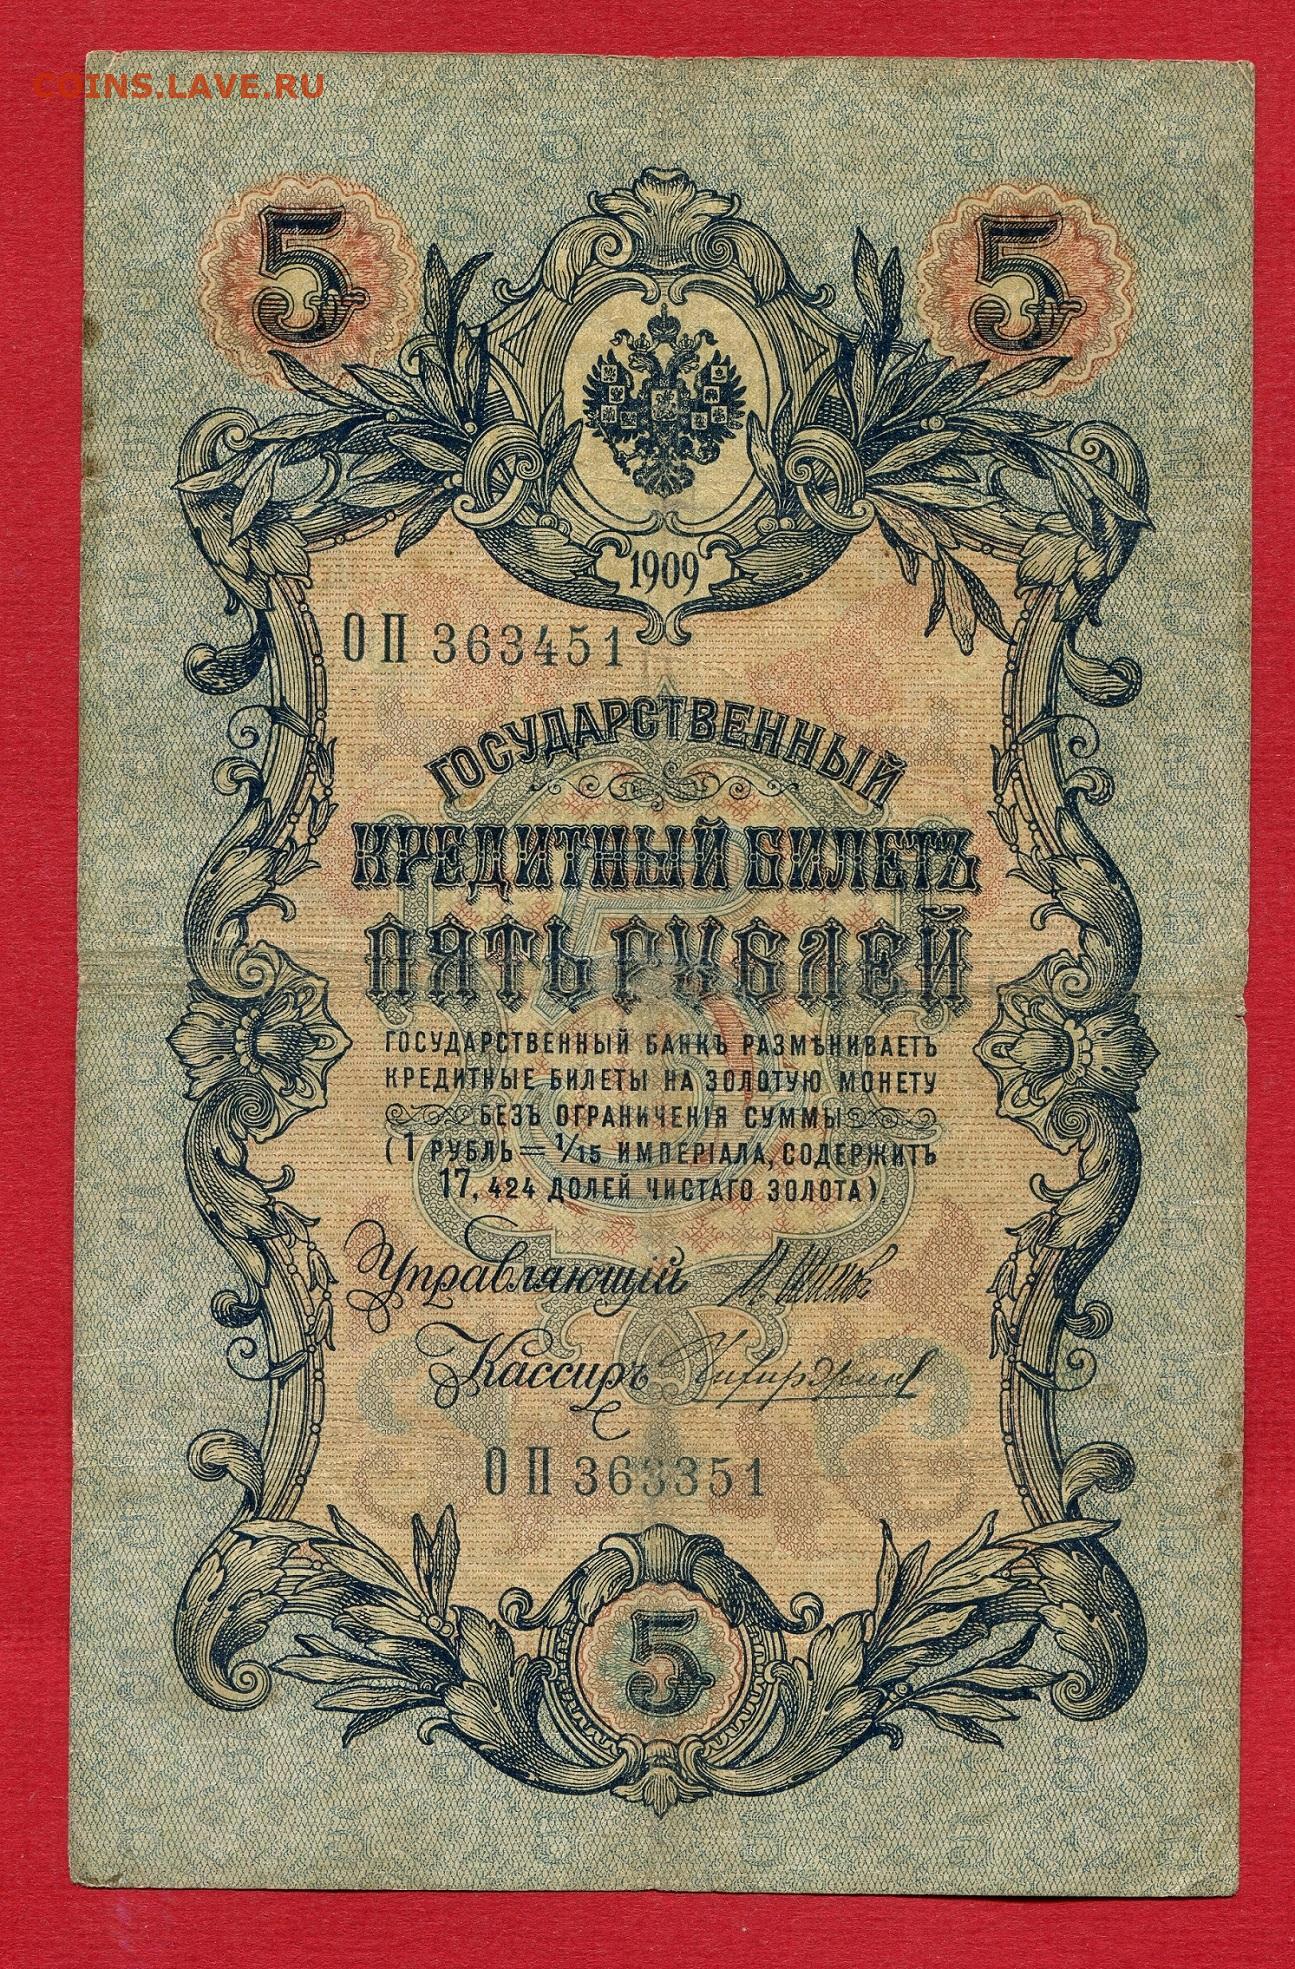 COINS.LAVE.RU
5 5
1909
ОП 363451
ГОСУДАРСТВЕННЫЙ
КРЕДИТНЫЙ БИЛЕТЪ
ПЯТЬ РУБЛЕЙ
ГОСУДАРСТВЕННЫЙ БАНКЪ РАЗМѢНИВАЕТЪ
КРЕДИТНЫЕ БИЛЕТЫ НА ЗОЛОТУЮ МОНЕТУ
БЕЗЪ ОГРАНИЧЕНІЯ СУММЫ
(1 РУБЛЬ = 1/15 ИМПЕРІАЛА, СОДЕРЖИТЪ
17,424 ДОЛЕЙ ЧИСТАГО ЗОЛОТА)
Управляющій
Кассиръ
ОП 363351
5